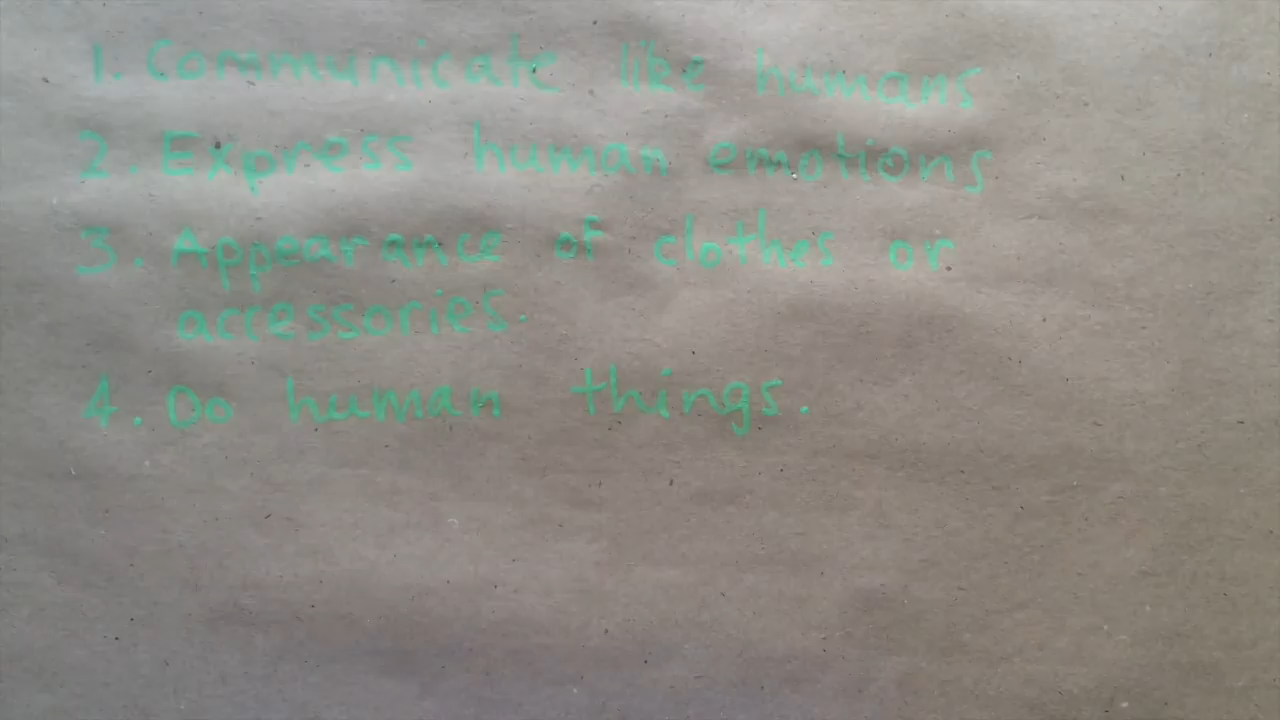 1. Communicate like humans
2. Express human emotions
3. Appearance of clothes or
accessories.
4. Do human things.